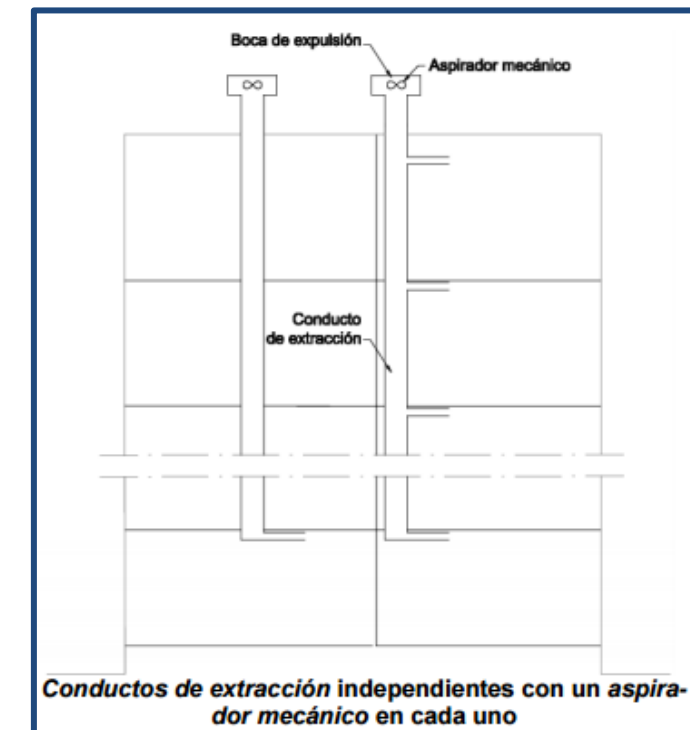 Boca de expulsión
Aspirador mecánico
Conducto
de extracción
Conductos de extracción independientes con un aspira-
dor mecánico en cada uno